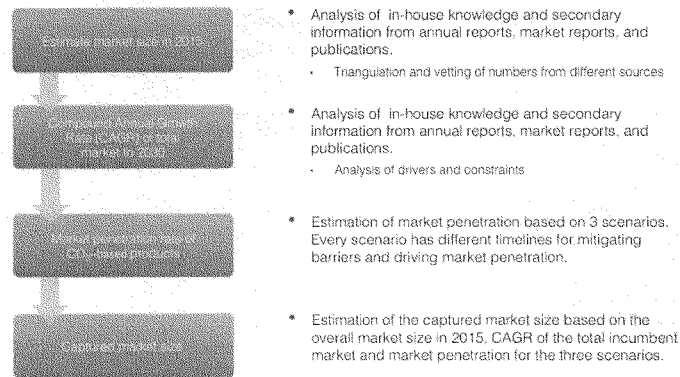 Estimate market size in 2015
Analysis of in-house knowledge and secondary
information from annual reports, market reports, and
publications.
Triangulation and vetting of numbers from different sources
Compound Annual Growth
Rate (CAGR) of total
market to 2030
Analysis of in-house knowledge and secondary
information from annual reports, market reports, and
publications.
Analysis of drivers and constraints
Market penetration rate of
CO₂-based products
Estimation of market penetration based on 3 scenarios.
Every scenario has different timelines for mitigating
barriers and driving market penetration.
Captured market size
Estimation of the captured market size based on the
overall market size in 2015, CAGR of the total incumbent
market and market penetration for the three scenarios.